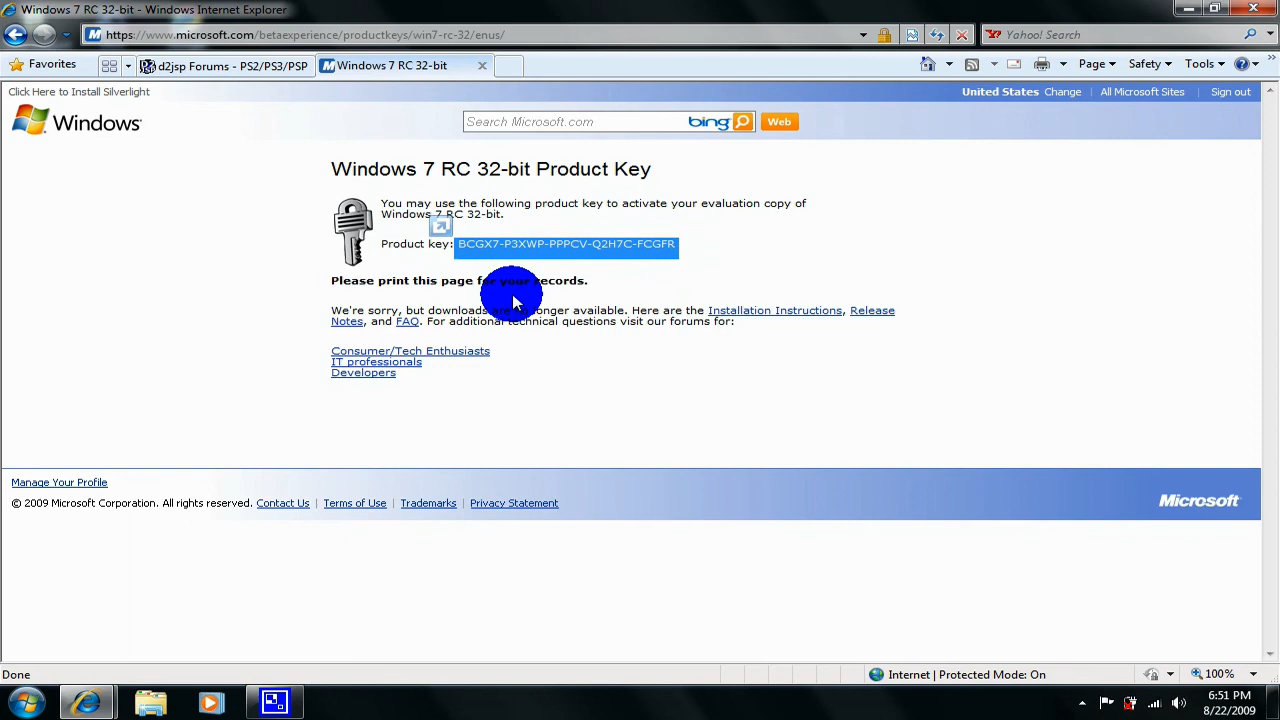 Windows 7 RC 32-bit - Windows Internet Explorer
https://www.microsoft.com/betaexperience/productkeys/win7-rc-32/enus/
Yahoo! Search
Favorites
d2jsp Forums - PS2/PS3/PSP
Windows 7 RC 32-bit
Page
Safety
Tools
Click Here to Install Silverlight
United States Change | All Microsoft Sites | Sign out
Windows
Search Microsoft.com
bing
Web
Windows 7 RC 32-bit Product Key
You may use the following product key to activate your evaluation copy of
Windows 7 RC 32-bit.
Product key: BCGX7-P3XWP-PPPCV-Q2H7C-FCGFR
Please print this page for your records.
We're sorry, but downloads longer available. Here are the Installation Instructions, Release
Notes, and FAQ. For additional technical questions visit our forums for:
Consumer/Tech Enthusiasts
IT professionals
Developers
Manage Your Profile
© 2009 Microsoft Corporation. All rights reserved. Contact Us | Terms of Use | Trademarks | Privacy Statement
Microsoft
Done
Internet | Protected Mode: On
100%
6:51 PM
8/22/2009